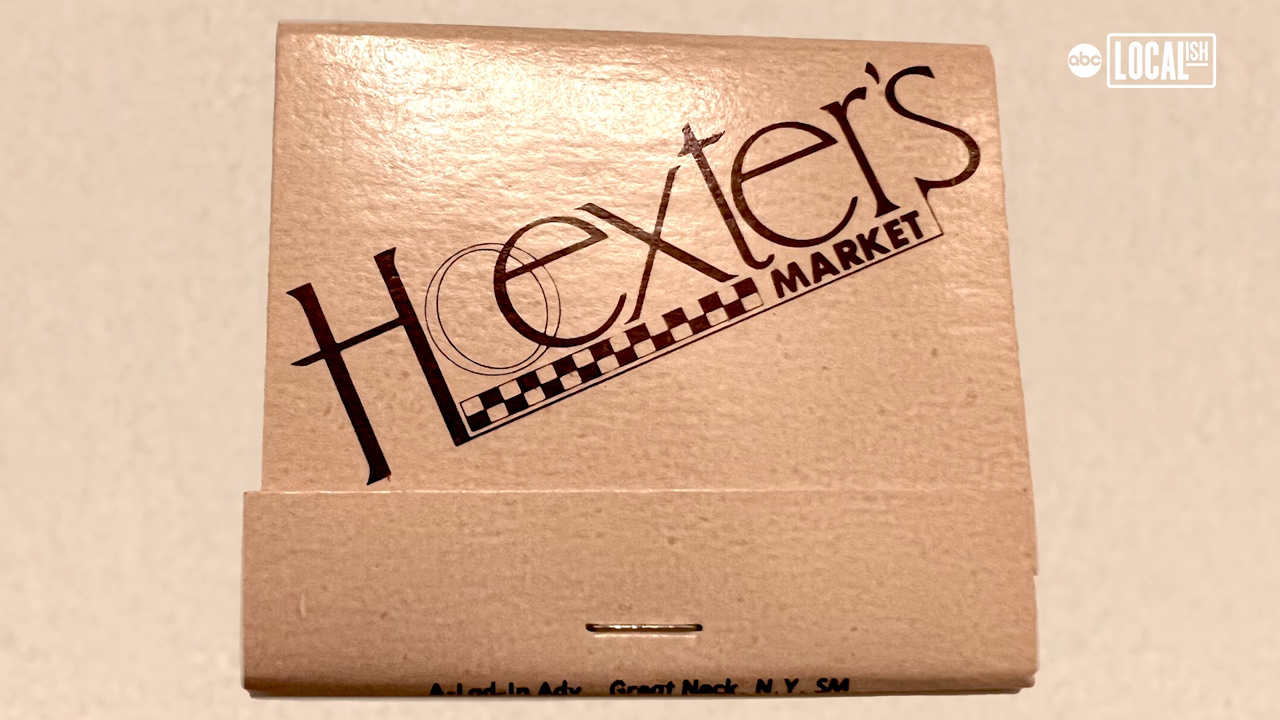 abc LOCALISH
Hoexter's
MARKET
A-Lad-In Adv. Great Neck, N.Y. SM